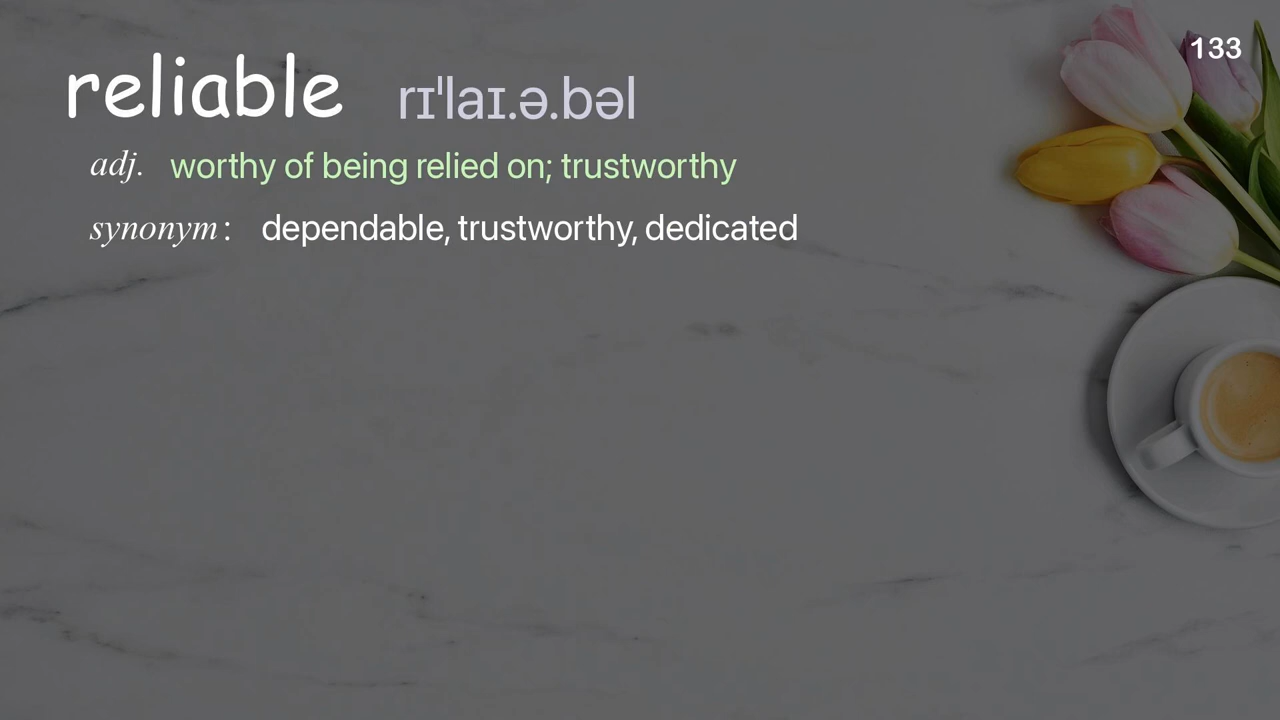 133
reliable rɪˈlaɪ.ə.bəl
adj. worthy of being relied on; trustworthy
synonym: dependable, trustworthy, dedicated